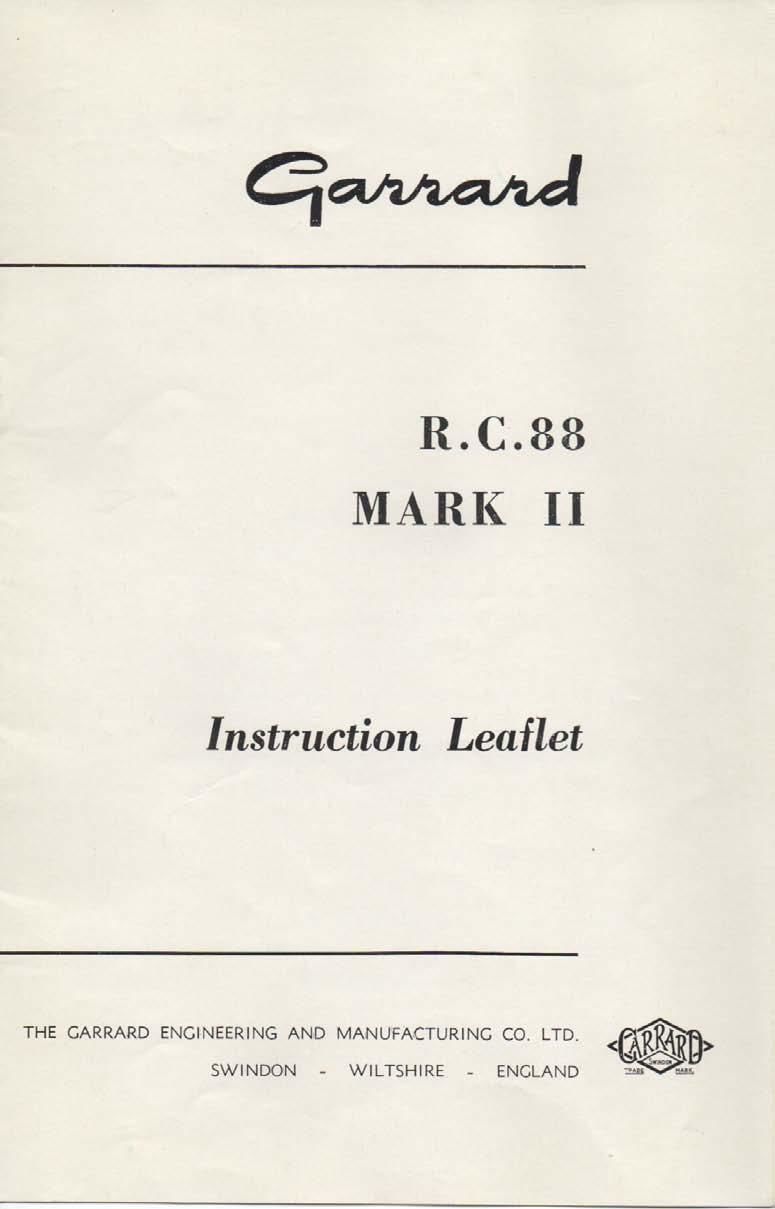 Garrard
R.C.88
MARK II
Instruction Leaflet
THE GARRARD ENGINEERING AND MANUFACTURING CO. LTD.
SWINDON - WILTSHIRE - ENGLAND
GARRARD
SWINDON
TRADE MARK